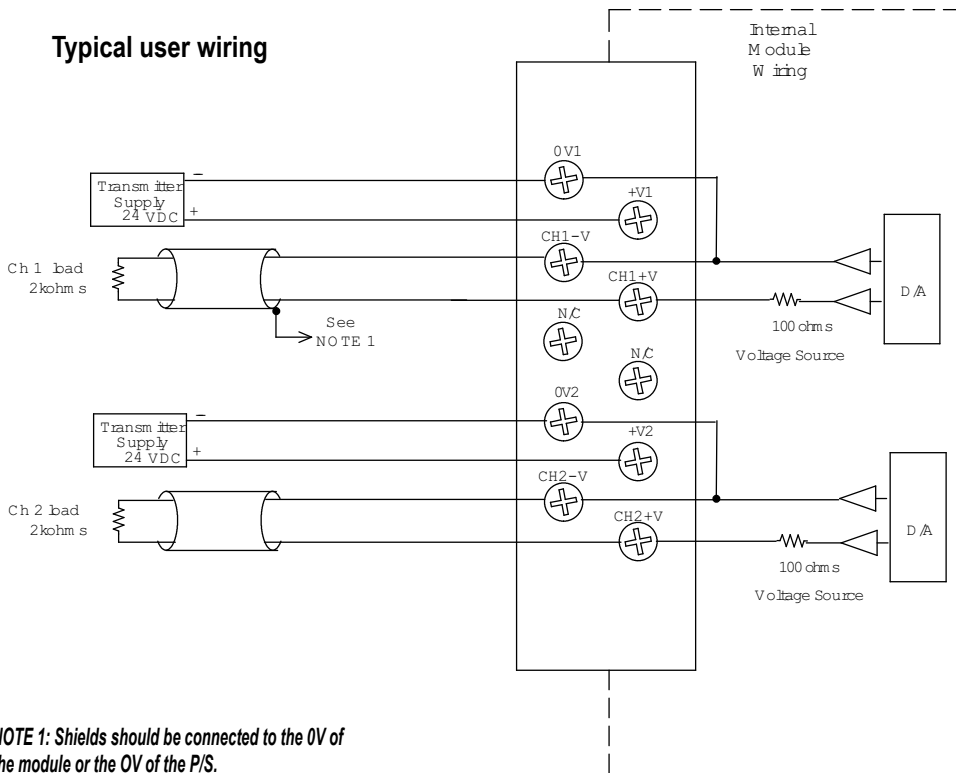 Typical user wiring
Internal
Module
Wiring
0V1
Transmitter
Supply
24 VDC
−
+
+V1
CH1-V
Ch 1 load
2kohms
CH1+V
D/A
See
NOTE 1
N/C
100 ohms
Voltage Source
N/C
0V2
Transmitter
Supply
24 VDC
−
+
+V2
CH2-V
Ch 2 load
2kohms
CH2+V
D/A
100 ohms
Voltage Source
NOTE 1: Shields should be connected to the 0V of
the module or the OV of the P/S.